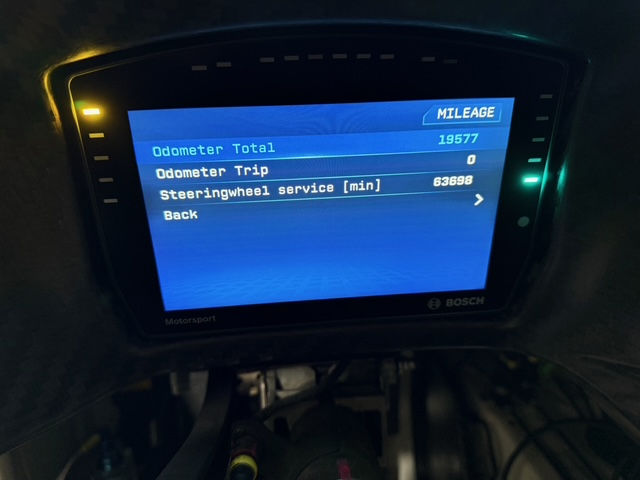 MILEAGE
Odometer Total 19577
Odometer Trip 0
Steeringwheel service [min] 63698
Back
Motorsport
BOSCH